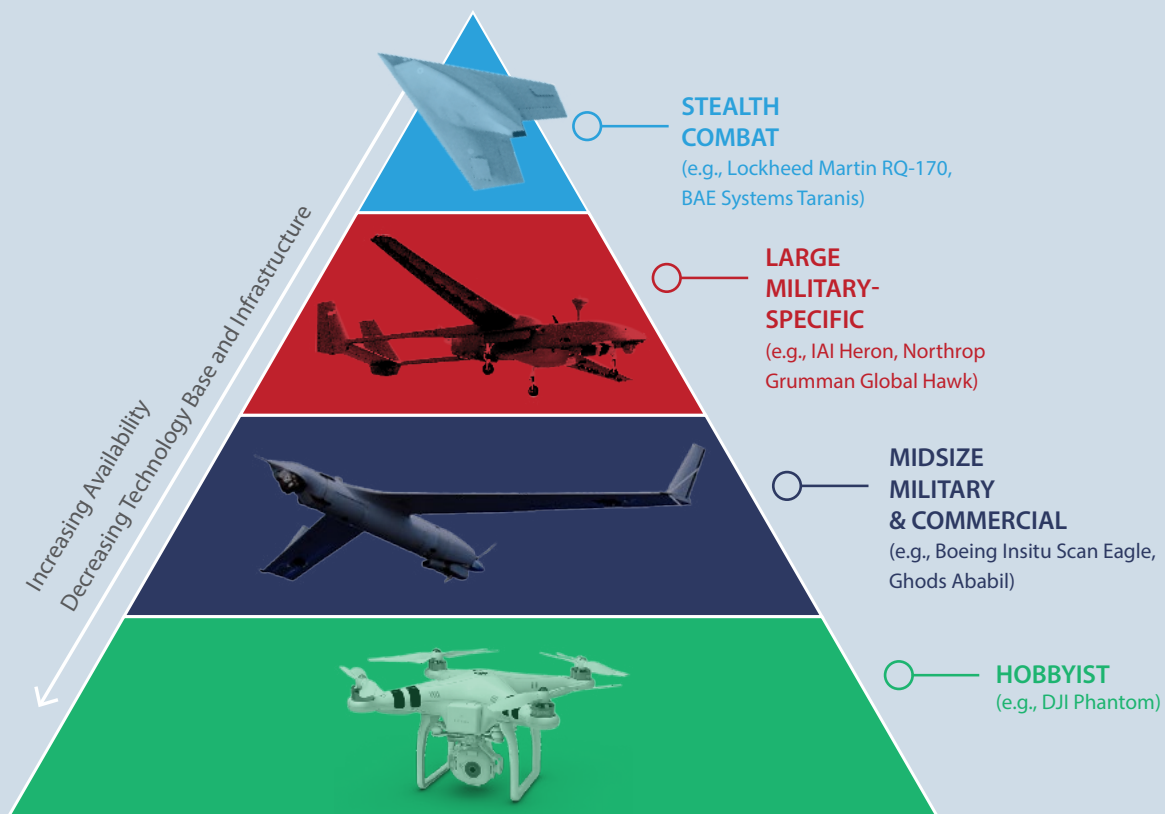 STEALTH
COMBAT
(e.g., Lockheed Martin RQ-170,
BAE Systems Taranis)
LARGE
MILITARY-
SPECIFIC
(e.g., IAI Heron, Northrop
Grumman Global Hawk)
MIDSIZE
MILITARY
& COMMERCIAL
(e.g., Boeing Insitu Scan Eagle,
Ghods Ababil)
HOBBYIST
(e.g., DJI Phantom)
Increasing Availability
Decreasing Technology Base and Infrastructure